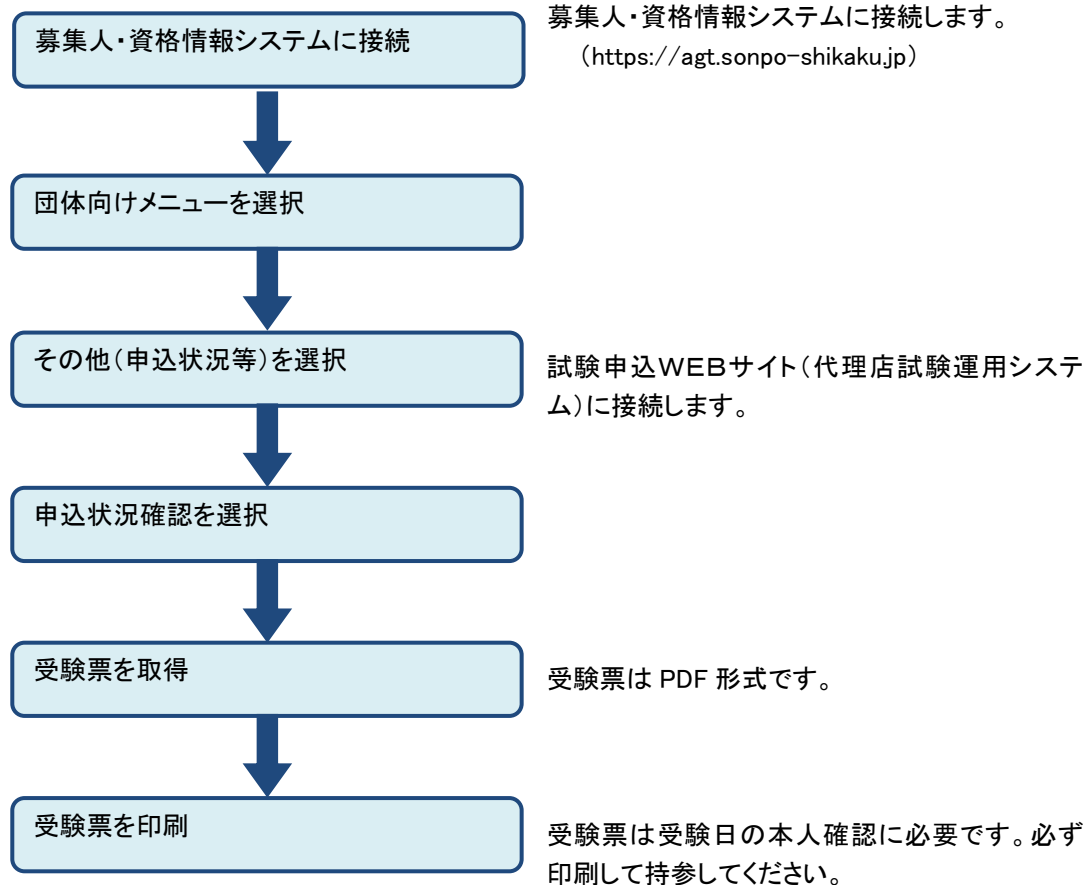 募集人・資格情報システムに接続
募集人・資格情報システムに接続します。
（https://agt.sonpo-shikaku.jp）
団体向けメニューを選択
その他（申込状況等）を選択
試験申込ＷＥＢサイト（代理店試験運用システ
ム）に接続します。
申込状況確認を選択
受験票を取得
受験票は PDF 形式です。
受験票を印刷
受験票は受験日の本人確認に必要です。必ず
印刷して持参してください。